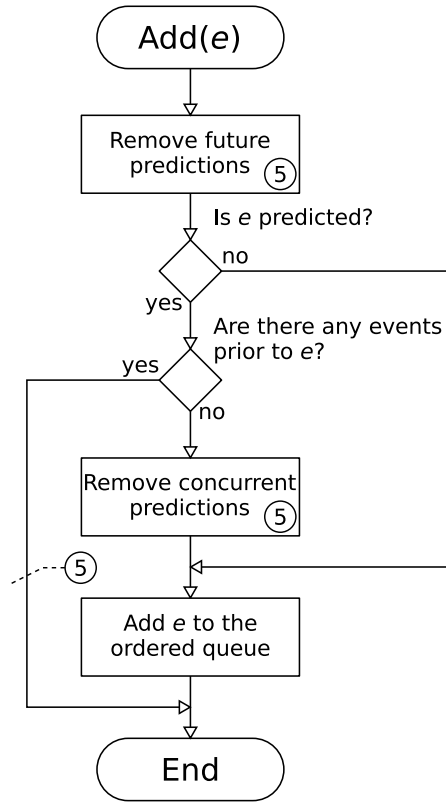 Add(e)
Remove future
predictions
5
Is e predicted?
no
yes
Are there any events
prior to e?
yes
no
Remove concurrent
predictions
5
5
Add e to the
ordered queue
End